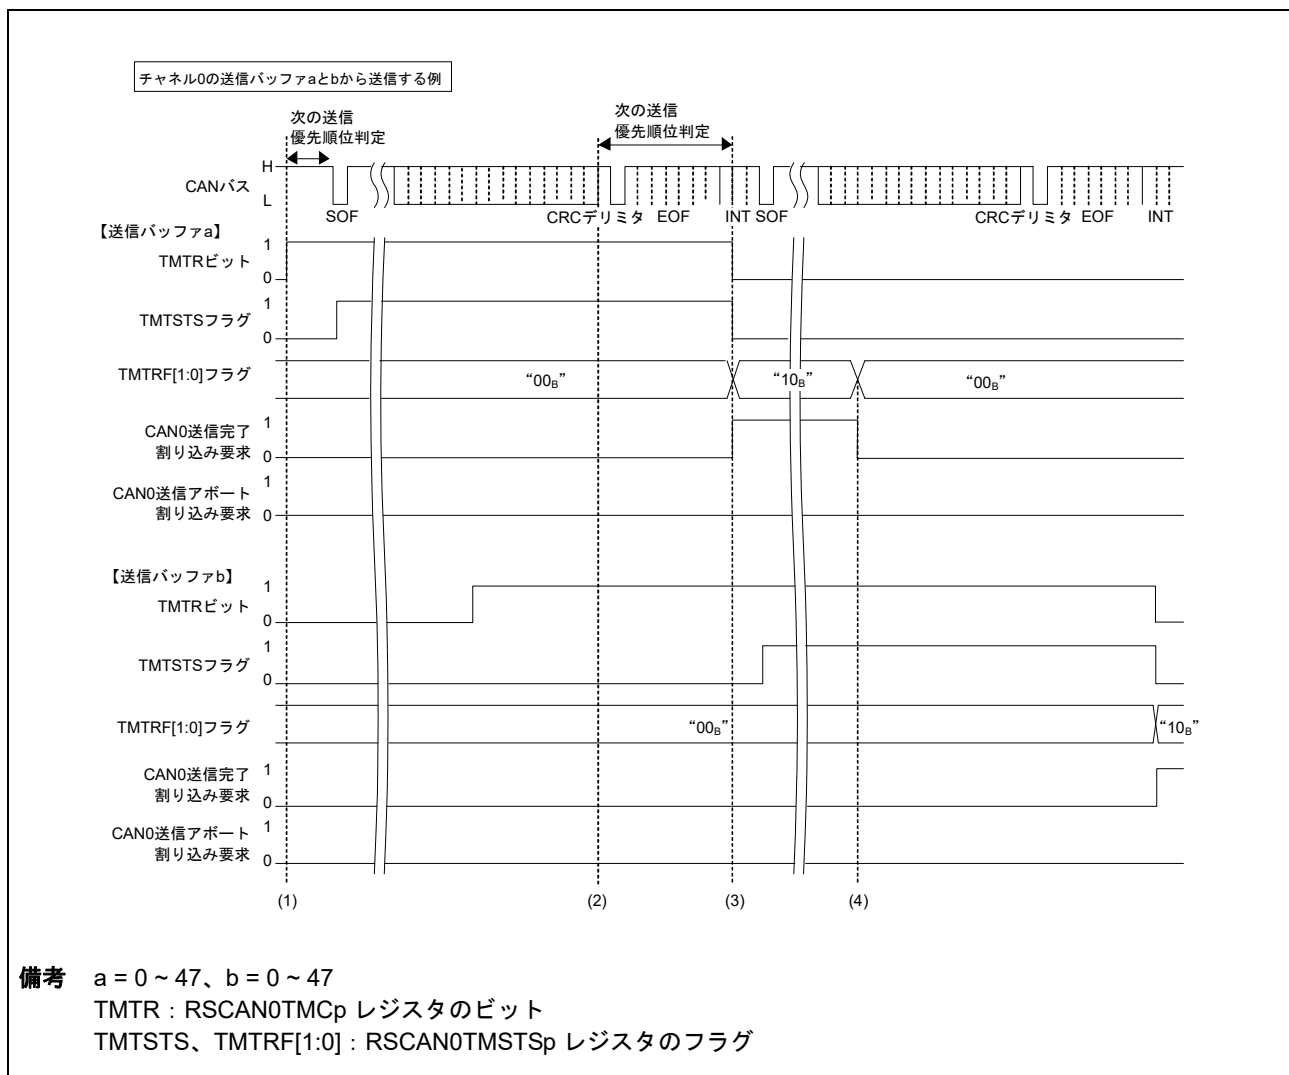 チャネル0の送信バッファaとbから送信する例
次の送信
優先順位判定
次の送信
優先順位判定
CANバス
H
L
SOF
CRCデリミタ
EOF
INT
SOF
CRCデリミタ
EOF
INT
【送信バッファa】
TMTRビット
1
0
TMTSTSフラグ
1
0
TMTRF[1:0]フラグ
“00B”
“10B”
“00B”
CAN0送信完了
割り込み要求
1
0
CAN0送信アボート
割り込み要求
1
0
【送信バッファb】
TMTRビット
1
0
TMTSTSフラグ
1
0
TMTRF[1:0]フラグ
“00B”
“10B”
CAN0送信完了
割り込み要求
1
0
CAN0送信アボート
割り込み要求
1
0
(1)
(2)
(3)
(4)
備考 a = 0 ~ 47、b = 0 ~ 47
TMTR : RSCAN0TMCp レジスタのビット
TMTSTS、TMTRF[1:0] : RSCAN0TMSTSp レジスタのフラグ